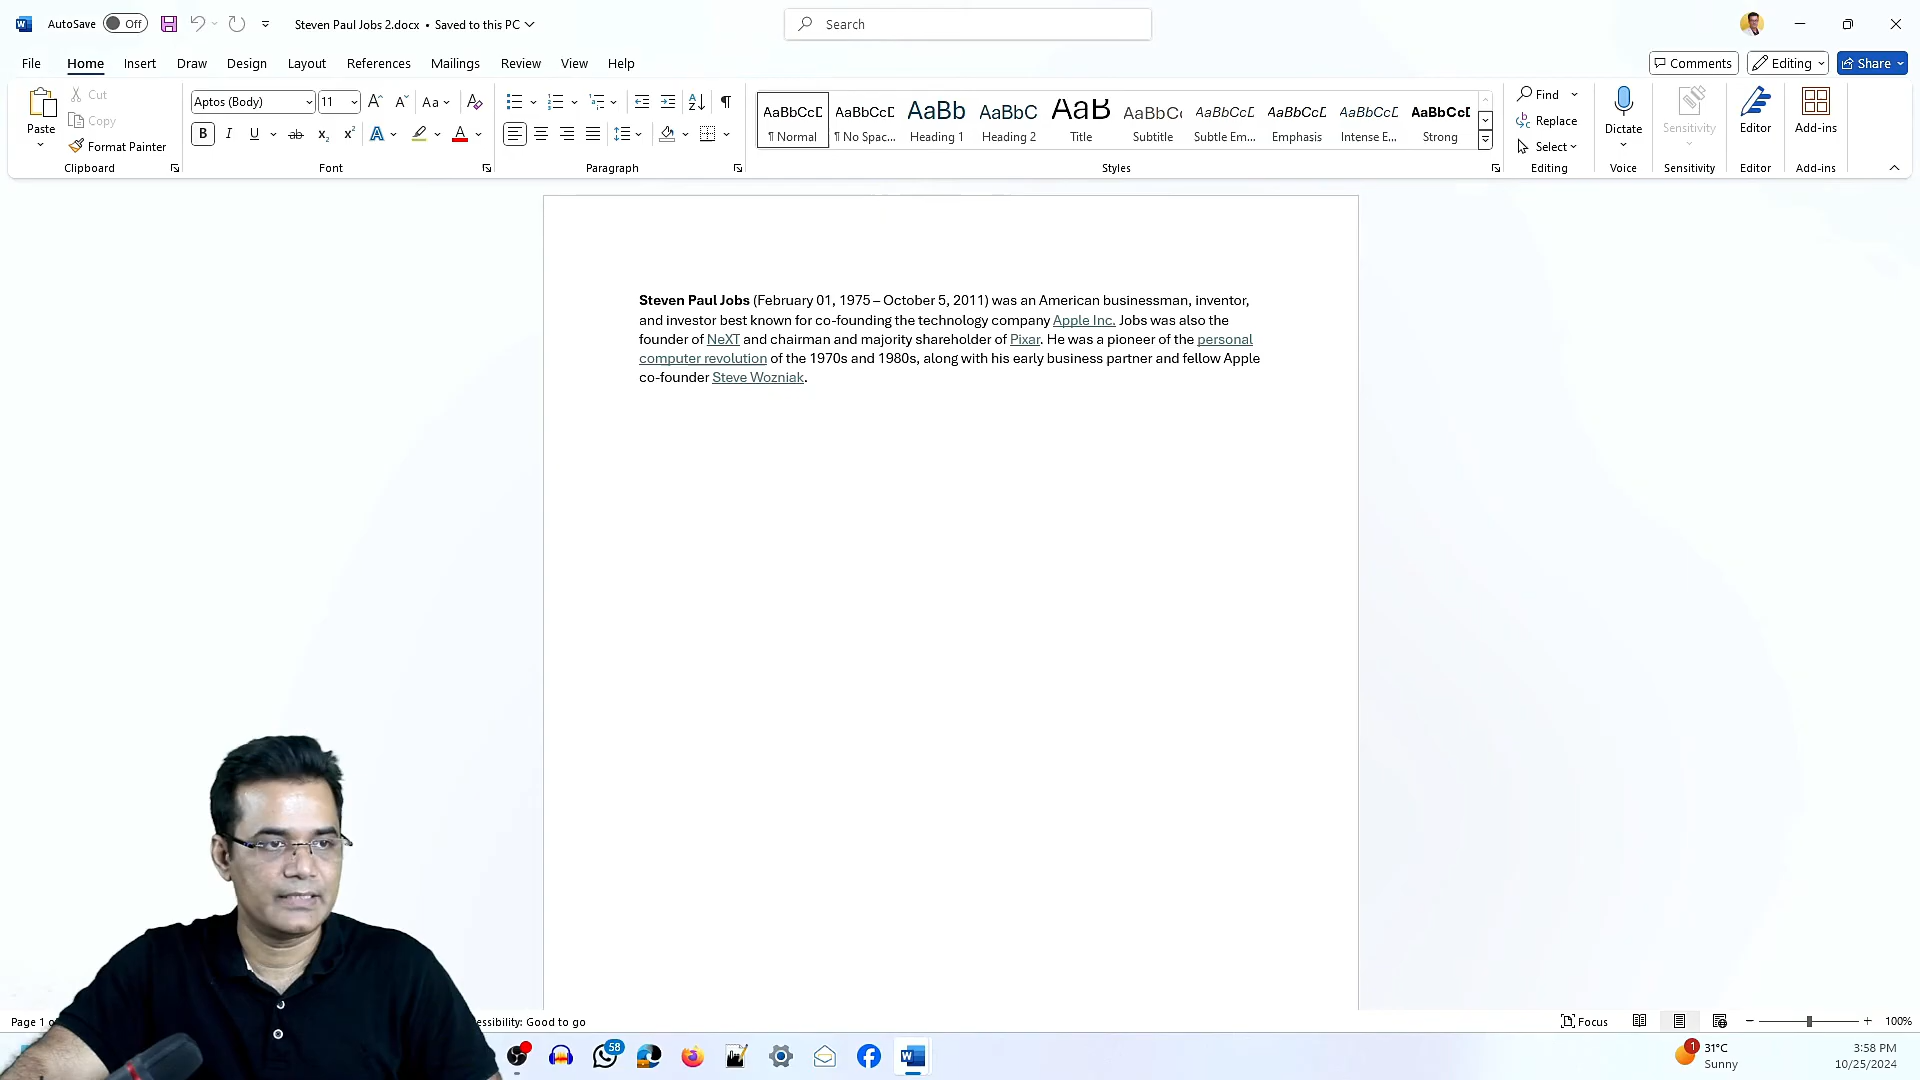 AutoSave Off Steven Paul Jobs 2.docx • Saved to this PC Search
File Home Insert Draw Design Layout References Mailings Review View Help Comments Editing Share
Paste Cut Copy Format Painter Clipboard
Aptos (Body) 11 Aa Font
Paragraph
AaBbCcD AaBbCcD AaBb AaBbC AaB AaBbCc AaBbCcD AaBbCcD AaBbCcD AaBbCcD
¶ Normal ¶ No Spac... Heading 1 Heading 2 Title Subtitle Subtle Em... Emphasis Intense E... Strong
Styles
Find Replace Select Editing
Dictate Voice
Sensitivity Sensitivity
Editor Editor
Add-ins Add-ins
Steven Paul Jobs (February 01, 1975 – October 5, 2011) was an American businessman, inventor,
and investor best known for co-founding the technology company Apple Inc. Jobs was also the
founder of NeXT and chairman and majority shareholder of Pixar. He was a pioneer of the personal
computer revolution of the 1970s and 1980s, along with his early business partner and fellow Apple
co-founder Steve Wozniak.
Page 1 Good to go Focus 100%
58 1 31°C 3:58 PM
Sunny 10/25/2024